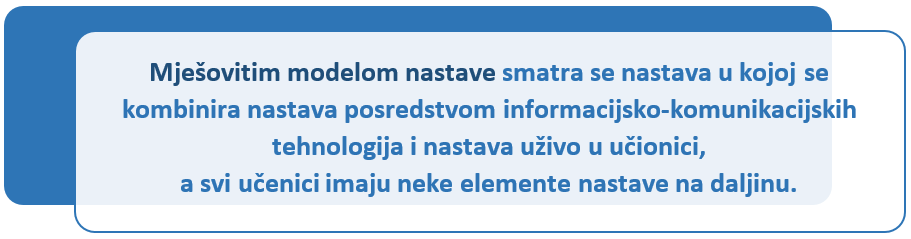 Mješovitim modelom nastave smatra se nastava u kojoj se
kombinira nastava posredstvom informacijsko-komunikacijskih
tehnologija i nastava uživo u učionici,
a svi učenici imaju neke elemente nastave na daljinu.